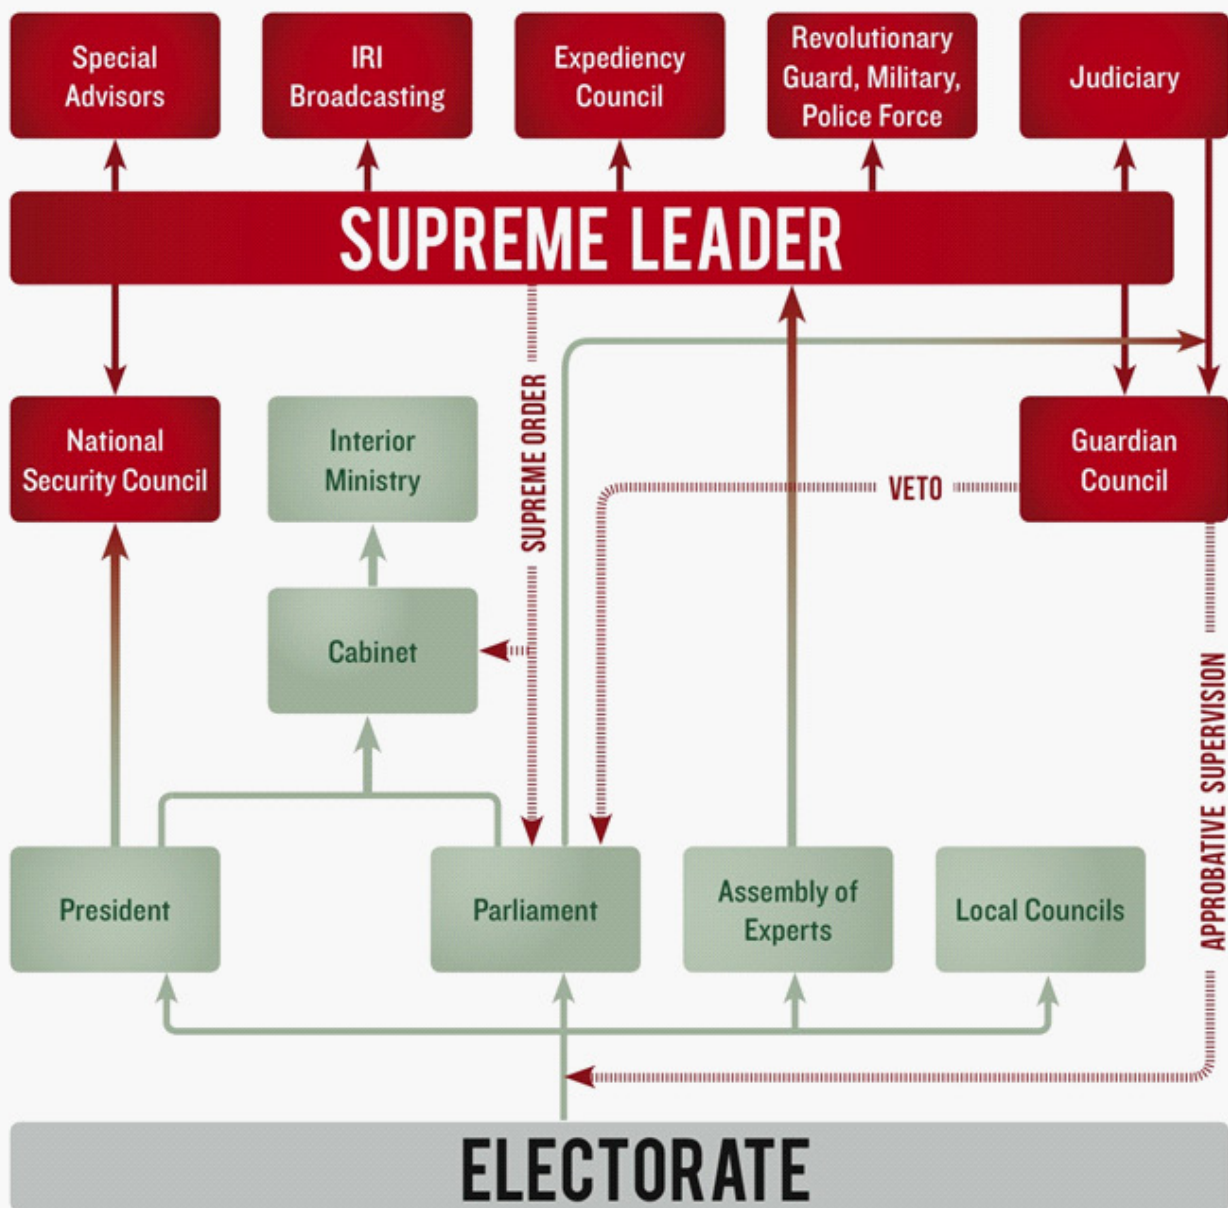 Special
Advisors
IRI
Broadcasting
Expediency
Council
Revolutionary
Guard, Military,
Police Force
Judiciary
SUPREME LEADER
SUPREME ORDER
National
Security Council
Interior
Ministry
Guardian
Council
VETO
Cabinet
APPROBATIVE SUPERVISION
President
Parliament
Assembly of
Experts
Local Councils
ELECTORATE